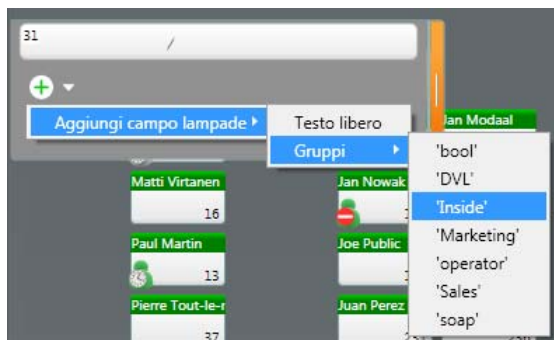 31
/
Aggiungi campo lampade
Testo libero
Gruppi
Jan Modaal
'bool'
'DVL'
'Inside'
'Marketing'
'operator'
'Sales'
'soap'
Matti Virtanen
16
Jan Nowak
Paul Martin
13
Joe Public
Pierre Tout-le-
37
Juan Perez